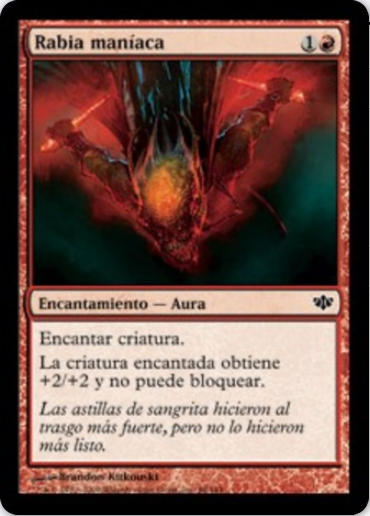 Rabia maníaca
1
Encantamiento — Aura
Encantar criatura.
La criatura encantada obtiene
+2/+2 y no puede bloquear.
Las astillas de sangrita hicieron al
trasgo más fuerte, pero no lo hicieron
más listo.
Brandon Kitkouski